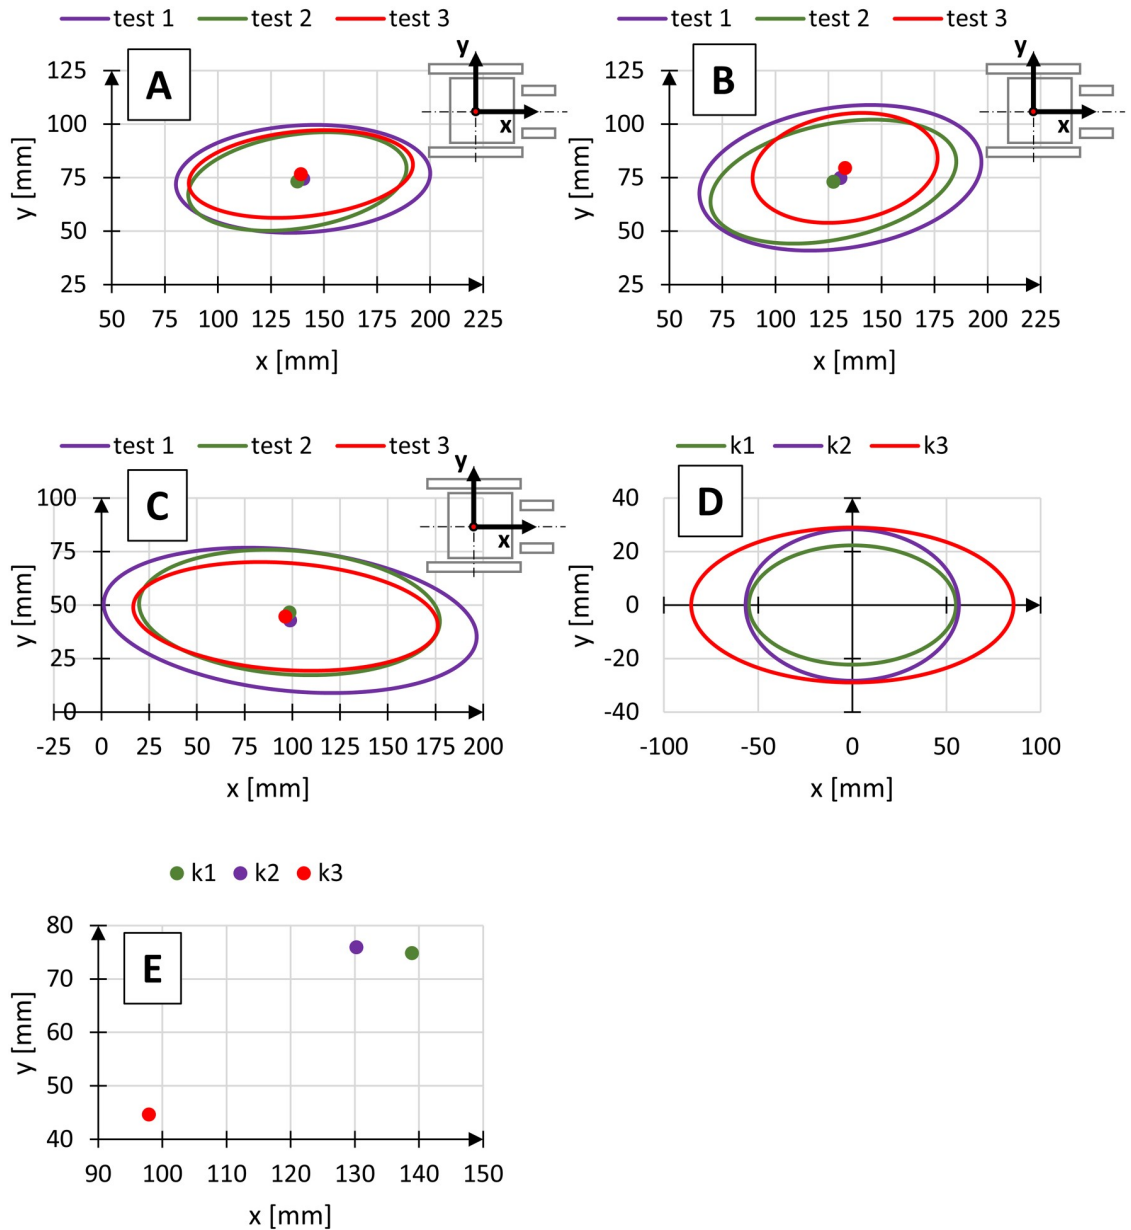 test 1 test 2 test 3
A
y
x
125
100
75
50
25
y [mm]
50 75 100 125 150 175 200 225
x [mm]
test 1 test 2 test 3
B
y
x
125
100
75
50
25
y [mm]
50 75 100 125 150 175 200 225
x [mm]
test 1 test 2 test 3
C
y
x
100
75
50
25
0
y [mm]
-25 0 25 50 75 100 125 150 175 200
x [mm]
k1 k2 k3
D
40
20
0
-20
-40
y [mm]
-100 -50 0 50 100
x [mm]
k1 k2 k3
E
80
70
60
50
40
y [mm]
90 100 110 120 130 140 150
x [mm]